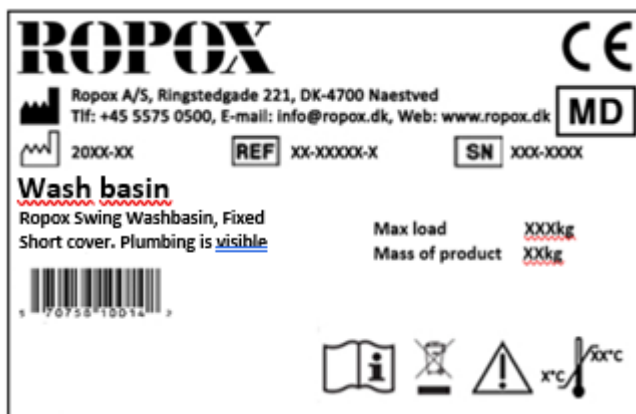 ROPOX
CE
Ropox A/S, Ringstedgade 221, DK-4700 Naestved
Tlf: +45 5575 0500, E-mail: info@ropox.dk, Web: www.ropox.dk
MD
20XX-XX
REF XX-XXXXX-X
SN XXX-XXXX
Wash basin
Ropox Swing Washbasin, Fixed
Short cover. Plumbing is visible
Max load XXXkg
Mass of product XXkg
X°C
XX°C